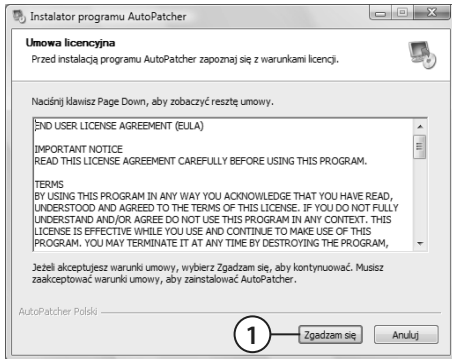 Instalator programu AutoPatcher
Umowa licencyjna
Przed instalacją programu AutoPatcher zapoznaj się z warunkami licencji.
Naciśnij klawisz Page Down, aby zobaczyć resztę umowy.
END USER LICENSE AGREEMENT (EULA)
IMPORTANT NOTICE
READ THIS LICENSE AGREEMENT CAREFULLY BEFORE USING THIS PROGRAM.
TERMS
BY USING THIS PROGRAM IN ANY WAY YOU ACKNOWLEDGE THAT YOU HAVE READ,
UNDERSTOOD AND AGREED TO THE TERMS OF THIS LICENSE. IF YOU DO NOT FULLY
UNDERSTAND AND/OR AGREE DO NOT USE THIS PROGRAM IN ANY CONTEXT. THIS
LICENSE IS EFFECTIVE WHILE YOU USE AND CONTINUE TO MAKE USE OF THIS
PROGRAM. YOU MAY TERMINATE IT AT ANY TIME BY DESTROYING THE PROGRAM,
Jeżeli akceptujesz warunki umowy, wybierz Zgadzam się, aby kontynuować. Musisz
zaakceptować warunki umowy, aby zainstalować AutoPatcher.
AutoPatcher Polski
1
Zgadzam się
Anuluj